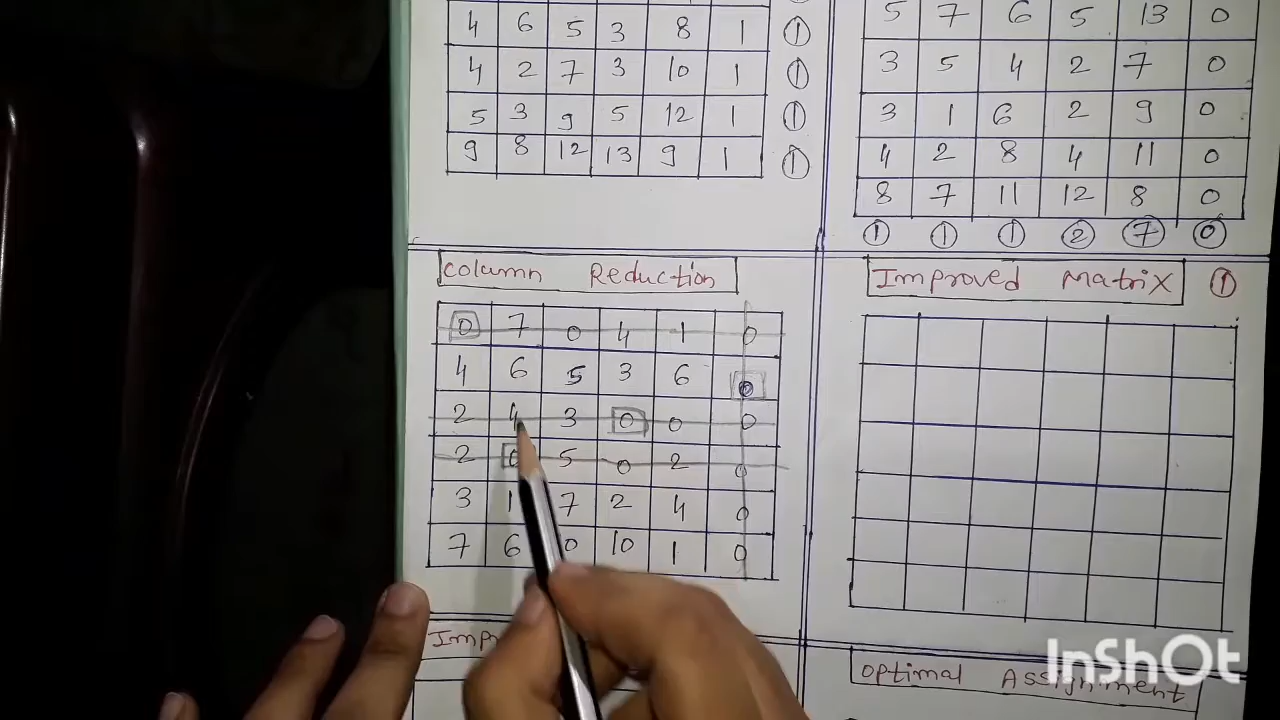 4 6 5 3 8 1 ①
4 2 7 3 10 1 ①
5 3 9 5 12 1 ①
9 8 12 13 9 1 ①
5 7 6 5 13 0
3 5 4 2 7 0
3 1 6 2 9 0
4 2 8 4 11 0
8 7 11 12 8 0
① ① ① ② ⑦ ⓪
Column Reduction
0 7 0 4 1 0
4 6 5 3 6 0
2 4 3 0 0 0
2 0 5 0 2 0
3 1 7 2 4 0
7 6 10 10 1 0
Improved Matrix ①
Optimal Assignment
InShOt